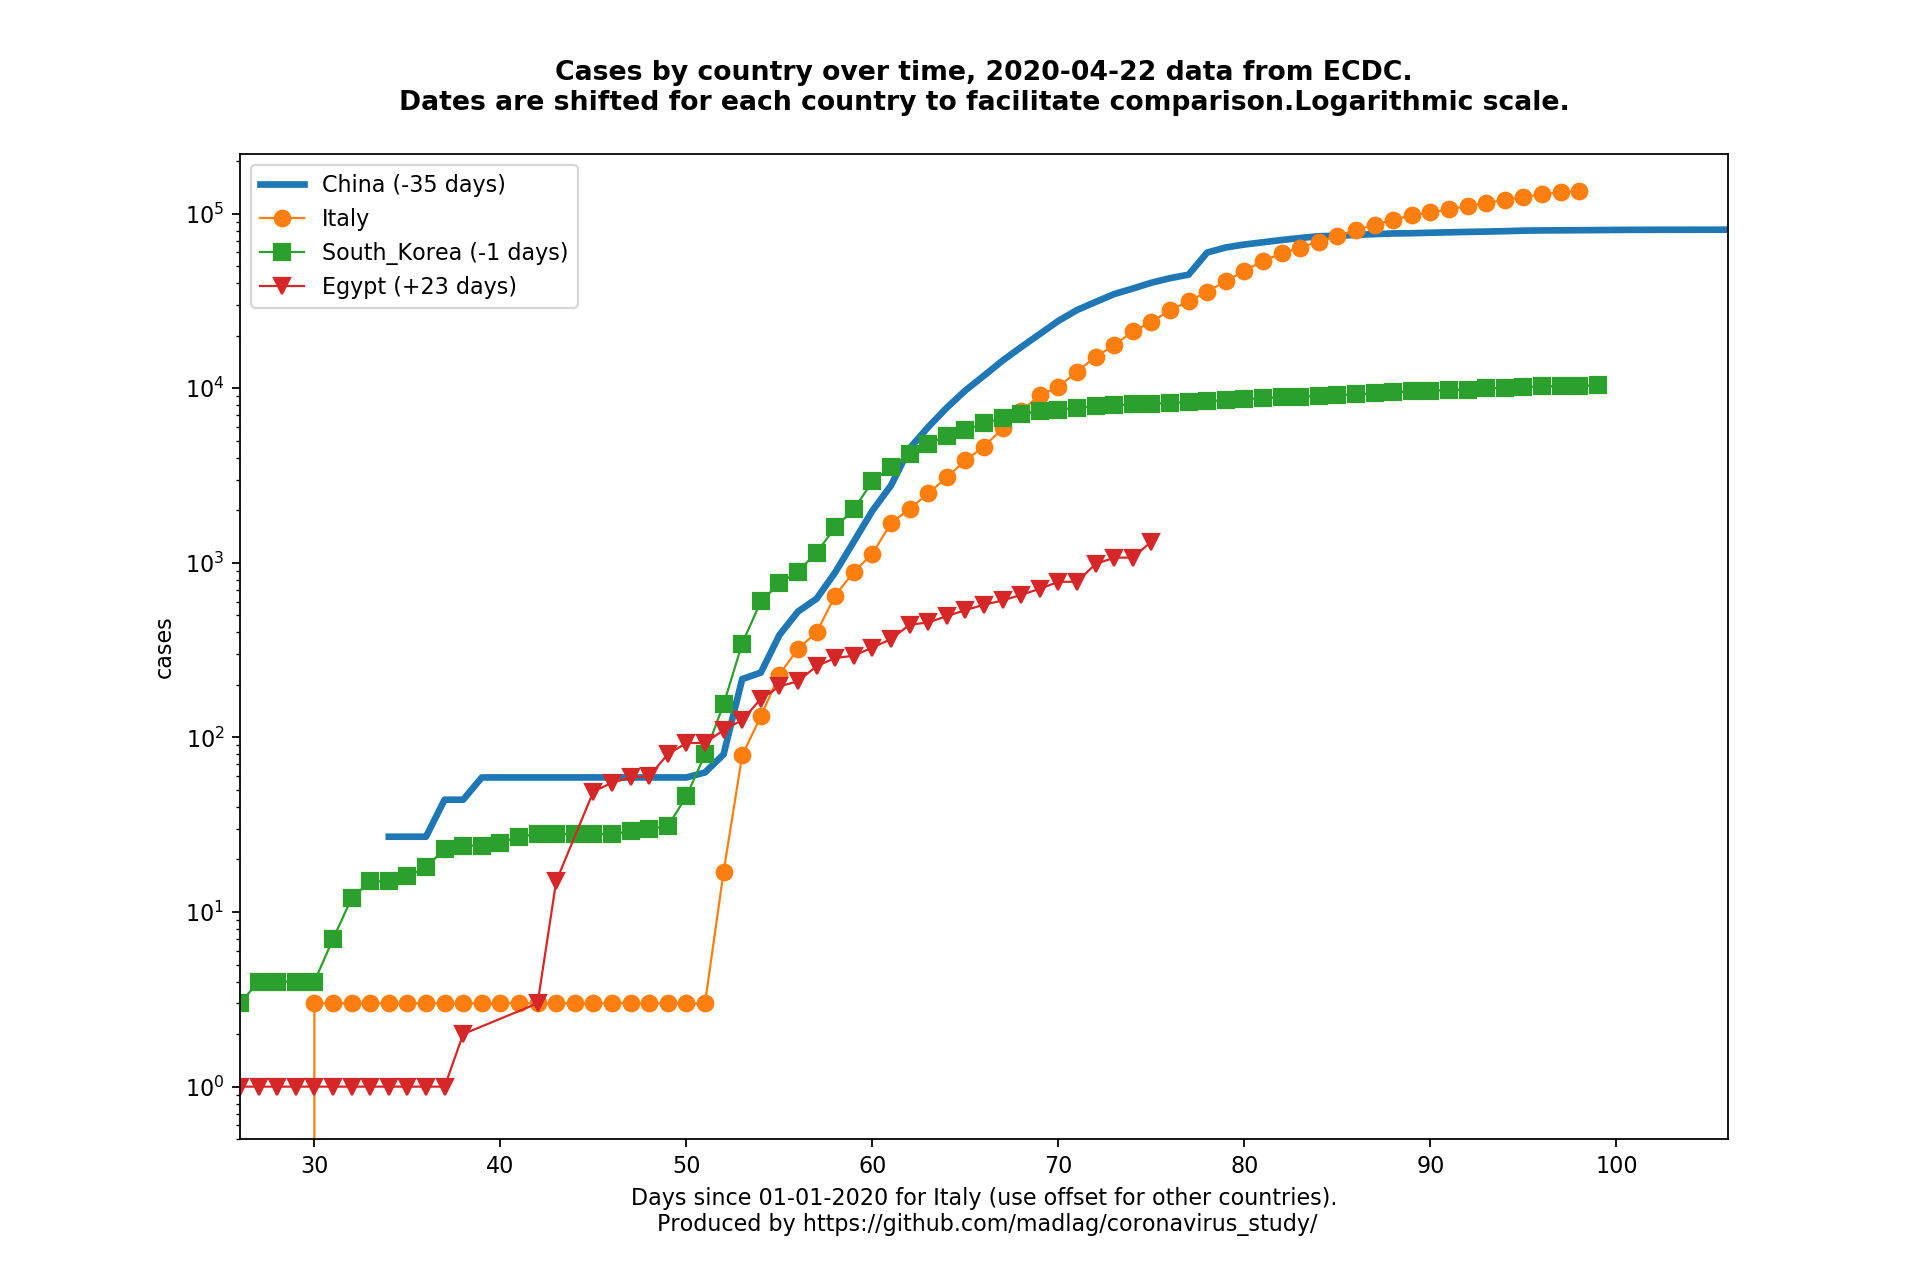 Cases by country over time, 2020-04-22 data from ECDC.
Dates are shifted for each country to facilitate comparison.Logarithmic scale.
China (-35 days)
Italy
South_Korea (-1 days)
Egypt (+23 days)
10^5
10^4
10^3
10^2
10^1
10^0
cases
30 40 50 60 70 80 90 100
Days since 01-01-2020 for Italy (use offset for other countries).
Produced by https://github.com/madlag/coronavirus_study/